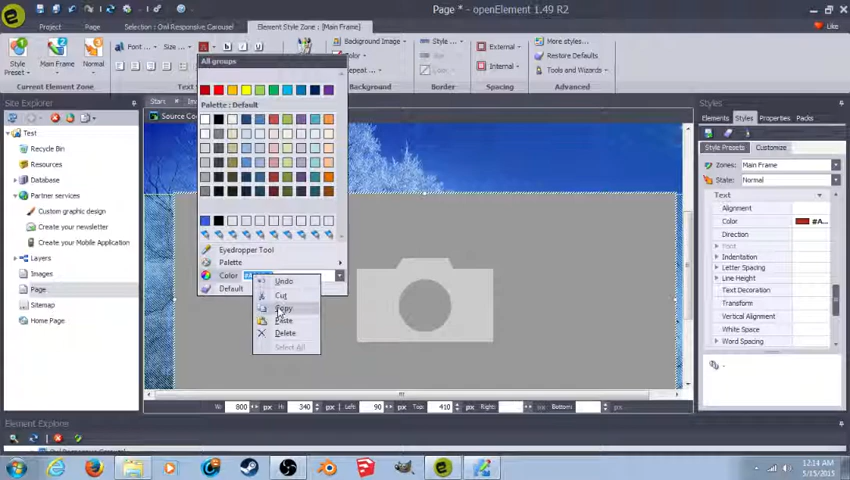 Page * - openElement 1.49 R2
Project
Page
Selection : Owl Responsive Carousel
Element Style Zone : [Main Frame]
Like
Style Preset
Main Frame
Normal
Font ...
Size ...
Background Image
External
Internal
More styles...
Restore Defaults
Tools and Wizards
Current Element Zone
Background
Border
Spacing
Advanced
All groups
Palette : Default
Eyedropper Tool
Palette
Color
Default
Undo
Cut
Copy
Paste
Delete
Select All
Site Explorer
Test
Recycle Bin
Resources
Database
Partner services
Custom graphic design
Create your newsletter
Create your Mobile Application
Layers
Images
Page
Sitemap
Home Page
Start
Source Co
Styles
Elements
Styles
Properties
Packs
Style Presets
Customize
Zones:
Main Frame
State:
Normal
Text
Alignment
Color
#A
Direction
Font
Indentation
Letter Spacing
Line Height
Text Decoration
Transform
Vertical Alignment
White Space
Word Spacing
W: 800 px H: 340 px Left: 90 px Top: 410 px Right: px Bottom: px
Element Explorer
Owl Responsive Carousel
12:14 AM
5/15/2015